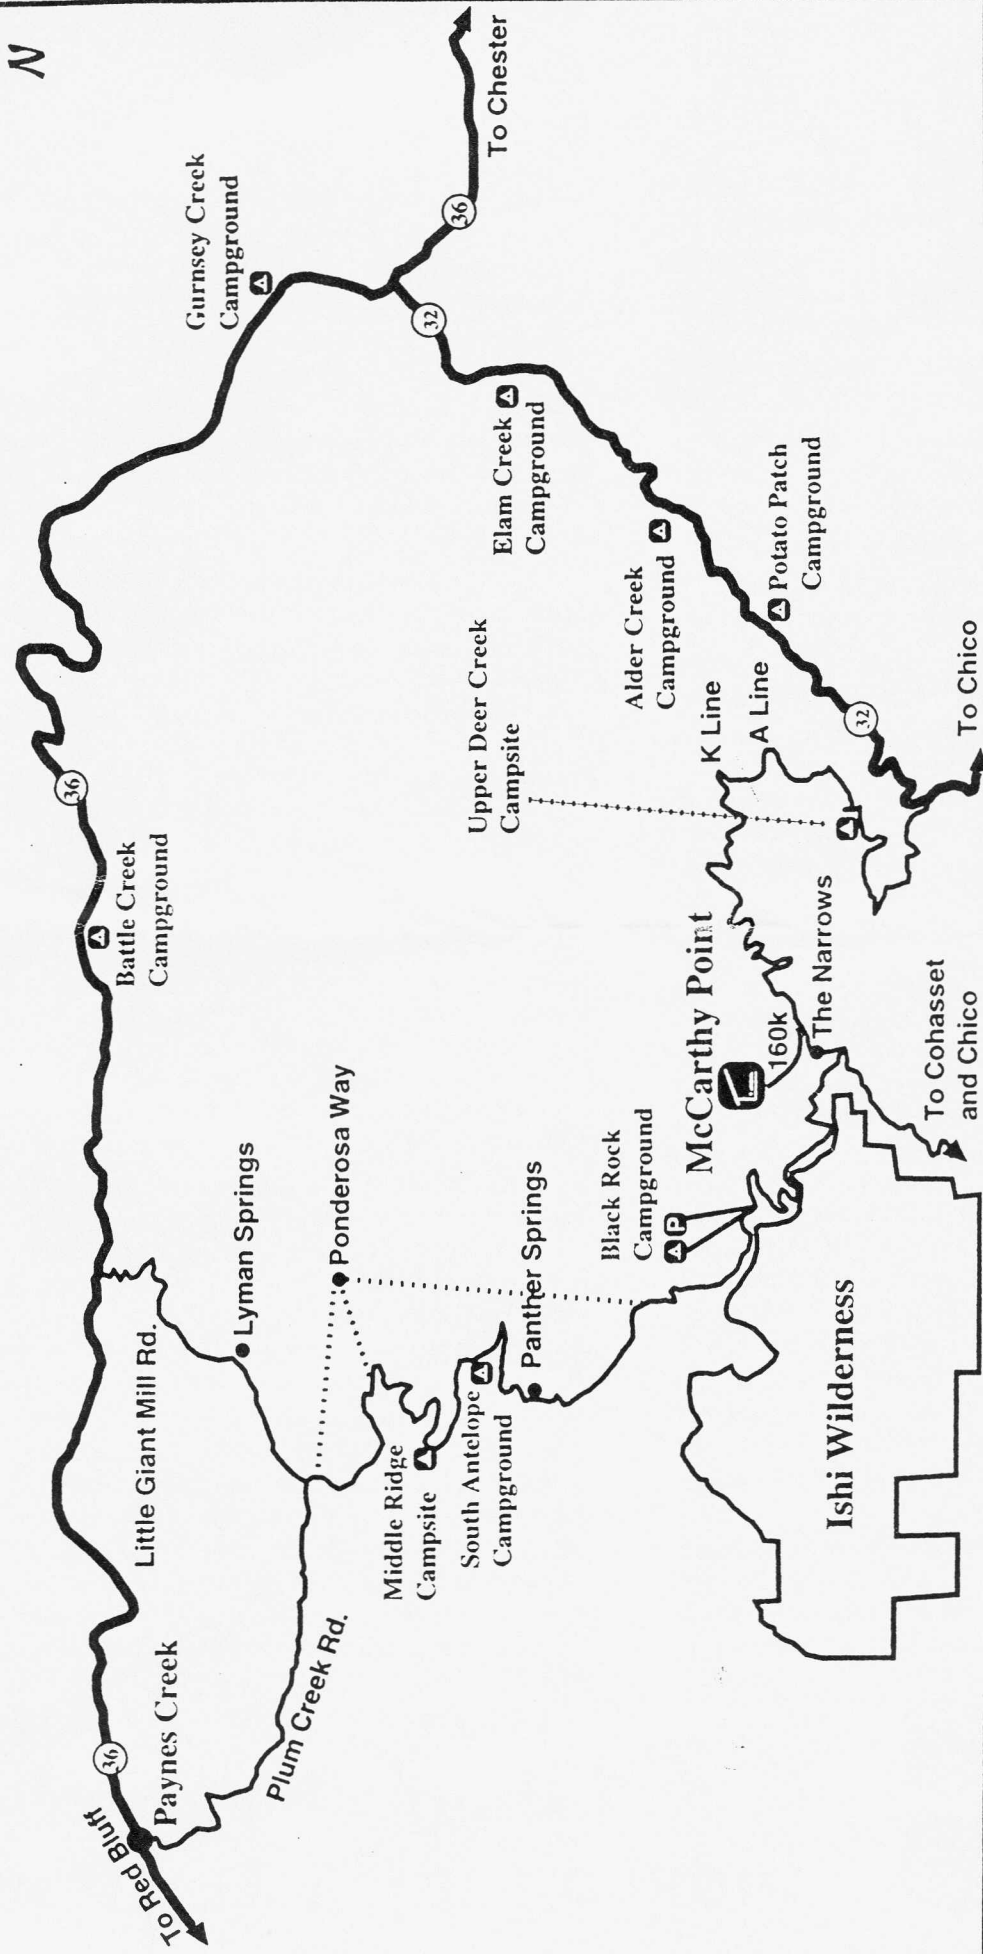 N
To Red Bluff
36
Paynes Creek
Plum Creek Rd.
Little Giant Mill Rd.
Lyman Springs
Ponderosa Way
Battle Creek
Campground
36
Gurnsey Creek
Campground
36
To Chester
32
Elam Creek
Campground
Alder Creek
Campground
Potato Patch
Campground
Upper Deer Creek
Campsite
K Line
A Line
32
To Chico
Middle Ridge
Campsite
South Antelope
Campground
Panther Springs
Black Rock
Campground
P
McCarthy Point
160k
The Narrows
To Cohasset
and Chico
Ishi Wilderness